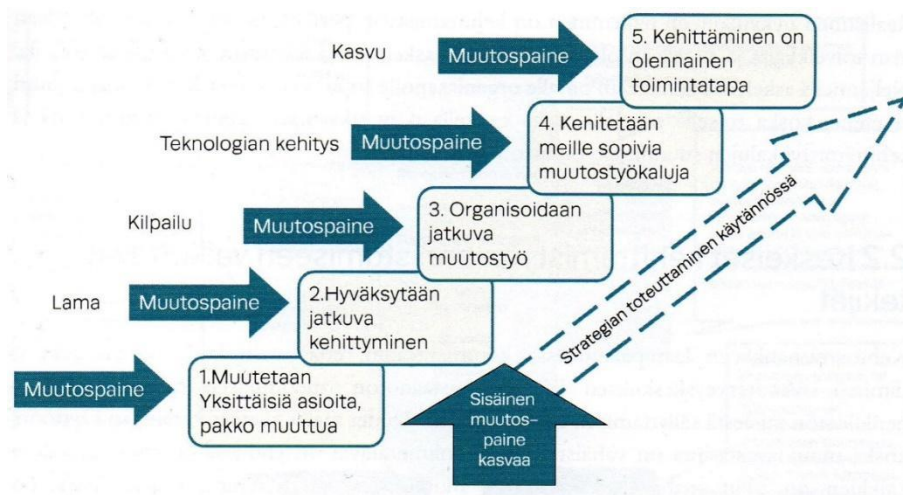 Kasvu
Muutospaine
5. Kehittäminen on
olennainen
toimintatapa
Teknologian kehitys
Muutospaine
4. Kehitetään
meille sopivia
muutostyökaluja
Kilpailu
Muutospaine
3. Organisoidaan
jatkuva
muutostyö
Lama
Muutospaine
2.Hyväksytään
jatkuva
kehittyminen
Muutospaine
1.Muutetaan
Yksittäisiä asioita,
pakko muuttua
Sisäinen
muutos–
paine
kasvaa
Strategian toteuttaminen käytännössä